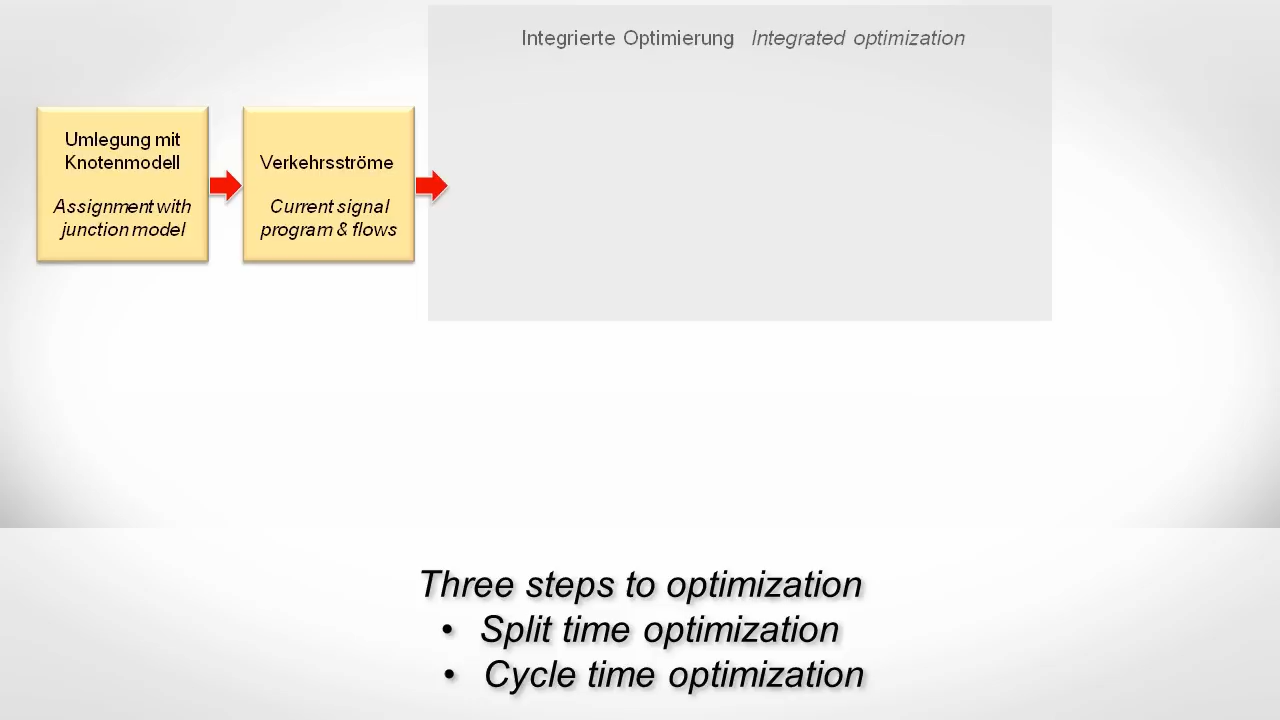 Integrierte Optimierung Integrated optimization
Umlegung mit
Knotenmodell
Assignment with
junction model
Verkehrsströme
Current signal
program & flows
Three steps to optimization
• Split time optimization
• Cycle time optimization